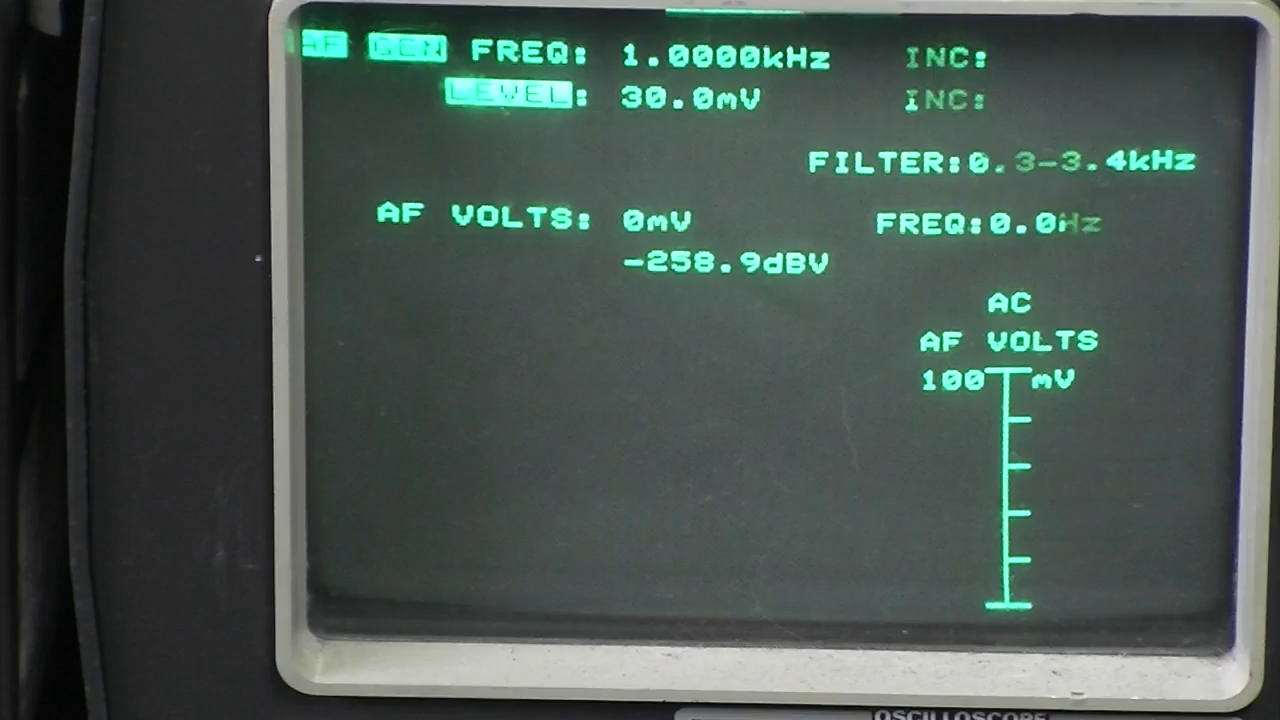 AF GEN FREQ: 1.0000kHz INC:
LEVEL: 30.0mV INC:
FILTER:0.3-3.4kHz
AF VOLTS: 0mV FREQ:0.0Hz
-258.9dBV
AC
AF VOLTS
100 mV
OSCILLOSCOPE